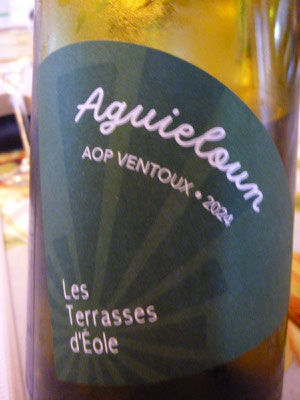 Aguieloun
AOP VENTOUX • 2024
Les
Terrasses
d'Éole